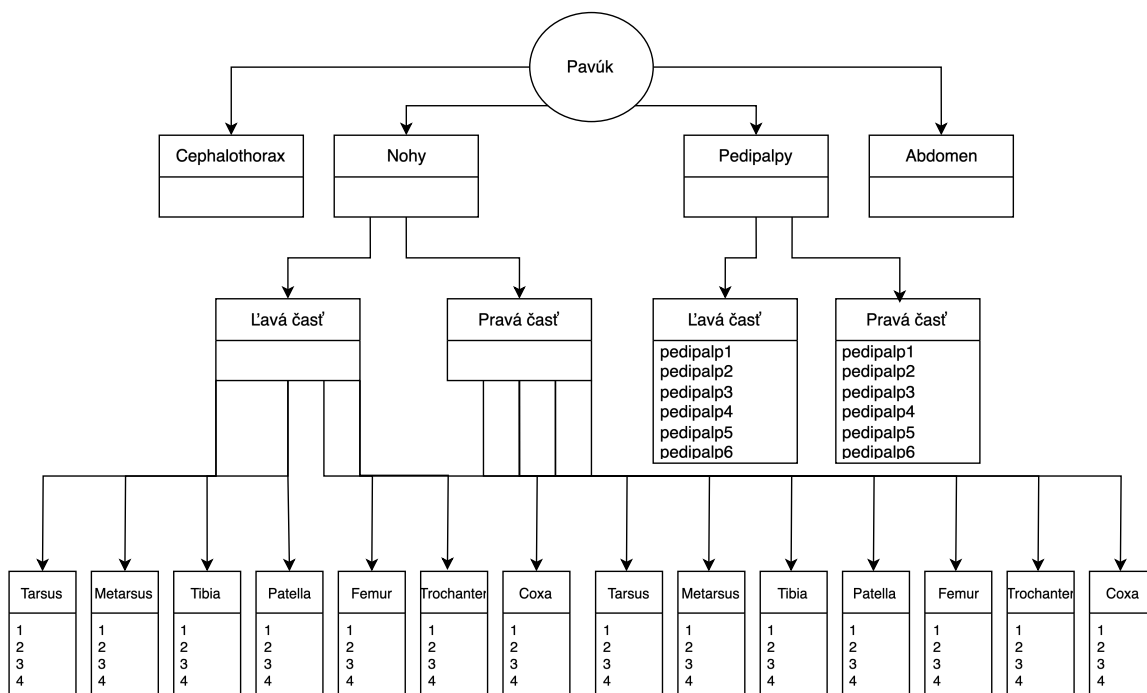 Pavúk
Cephalothorax
Nohy
Pedipalpy
Abdomen
Ľavá časť
Pravá časť
Ľavá časť
pedipalp1
pedipalp2
pedipalp3
pedipalp4
pedipalp5
pedipalp6
Pravá časť
pedipalp1
pedipalp2
pedipalp3
pedipalp4
pedipalp5
pedipalp6
Tarsus
1
2
3
4
Metarsus
1
2
3
4
Tibia
1
2
3
4
Patella
1
2
3
4
Femur
1
2
3
4
Trochanter
1
2
3
4
Coxa
1
2
3
4
Tarsus
1
2
3
4
Metarsus
1
2
3
4
Tibia
1
2
3
4
Patella
1
2
3
4
Femur
1
2
3
4
Trochanter
1
2
3
4
Coxa
1
2
3
4